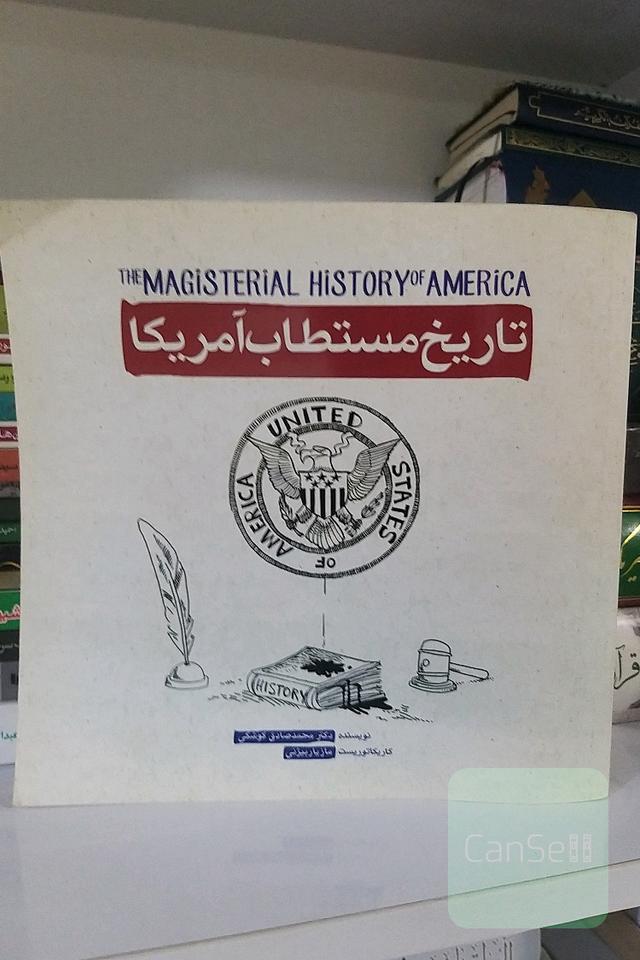 THE MAGISTERIAL HISTORY OF AMERICA
تاریخ مستطاب آمریکا
UNITED STATES OF AMERICA
HISTORY
نویسنده دکتر محمدصادق کوشکی
کاریکاتوریست مازیار بیژنی
CanSell